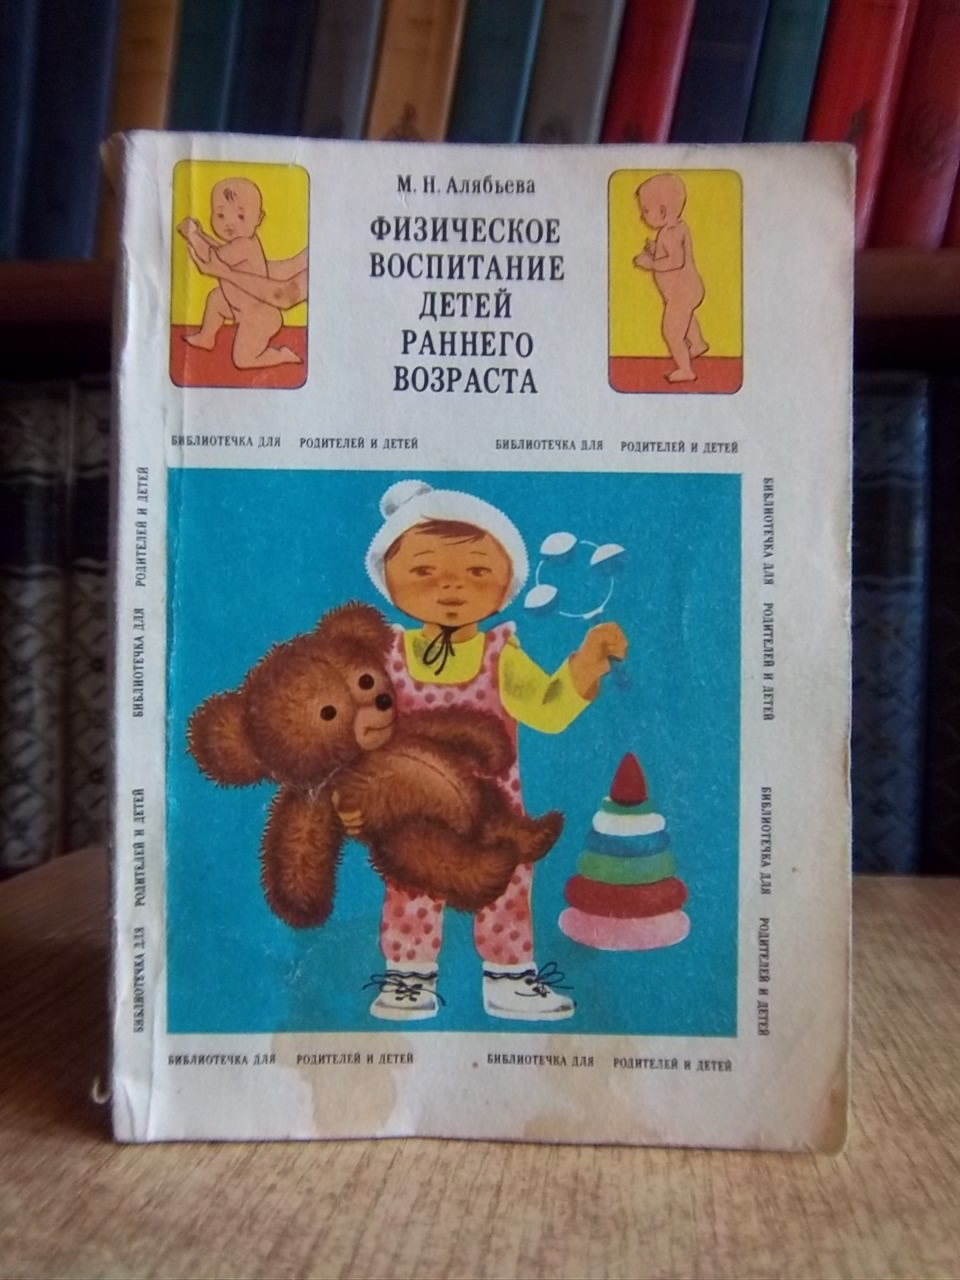 М. Н. Алябьева
ФИЗИЧЕСКОЕ
ВОСПИТАНИЕ
ДЕТЕЙ
РАННЕГО
ВОЗРАСТА
БИБЛИОТЕЧКА ДЛЯ РОДИТЕЛЕЙ И ДЕТЕЙ БИБЛИОТЕЧКА ДЛЯ РОДИТЕЛЕЙ И ДЕТЕЙ
БИБЛИОТЕЧКА ДЛЯ РОДИТЕЛЕЙ И ДЕТЕЙ БИБЛИОТЕЧКА ДЛЯ РОДИТЕЛЕЙ И ДЕТЕЙ
БИБЛИОТЕЧКА ДЛЯ РОДИТЕЛЕЙ И ДЕТЕЙ БИБЛИОТЕЧКА ДЛЯ РОДИТЕЛЕЙ И ДЕТЕЙ
БИБЛИОТЕЧКА ДЛЯ РОДИТЕЛЕЙ И ДЕТЕЙ БИБЛИОТЕЧКА ДЛЯ РОДИТЕЛЕЙ И ДЕТЕЙ